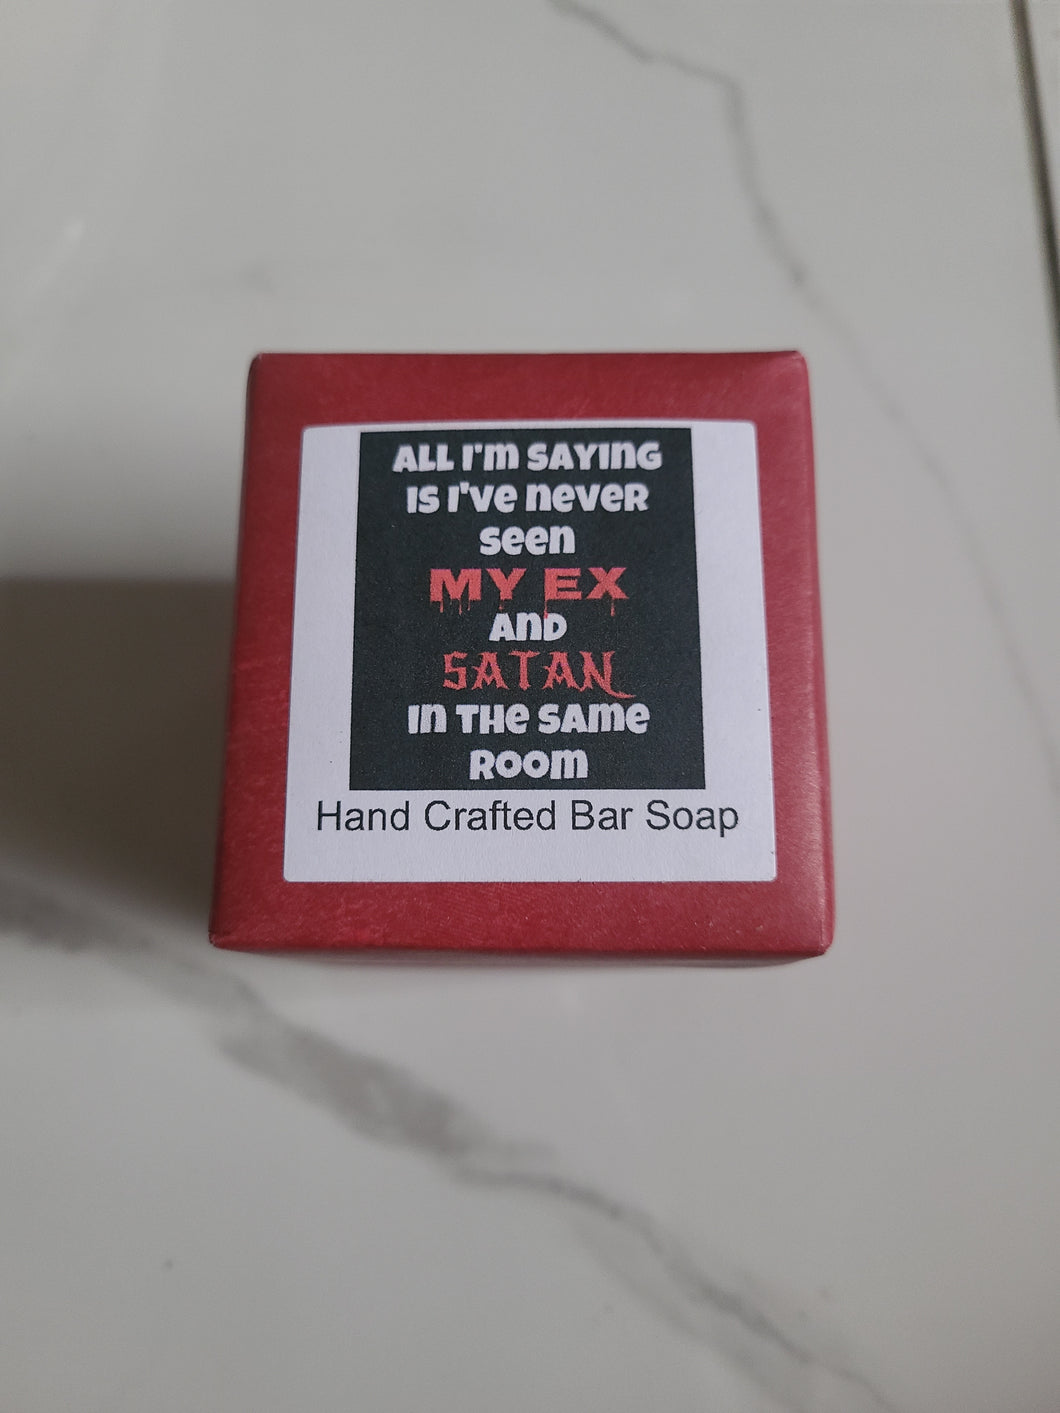 ALL I'M SAYING
IS I'VE NEVER
SEEN
MY EX
AND
SATAN
IN THE SAME
ROOM
Hand Crafted Bar Soap